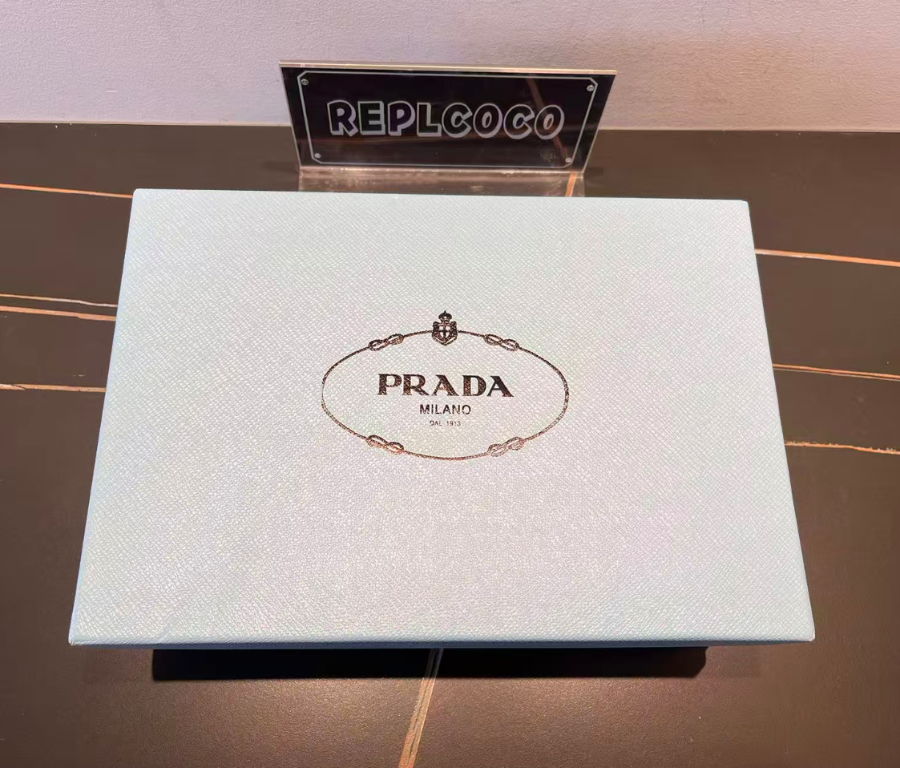 REPLCOCO
PRADA
MILANO
DAL 1913